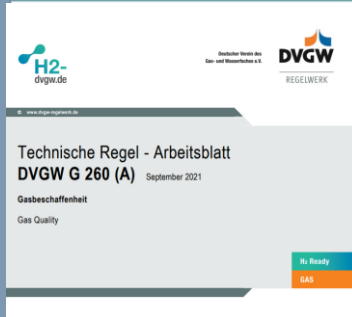 H2-
dvgw.de
Deutscher Verein des
Gas- und Wasserfaches e.V.
DVGW
REGELWERK
© www.dvgw-regelwerk.de
Technische Regel - Arbeitsblatt
DVGW G 260 (A) September 2021
Gasbeschaffenheit
Gas Quality
H₂ Ready
GAS